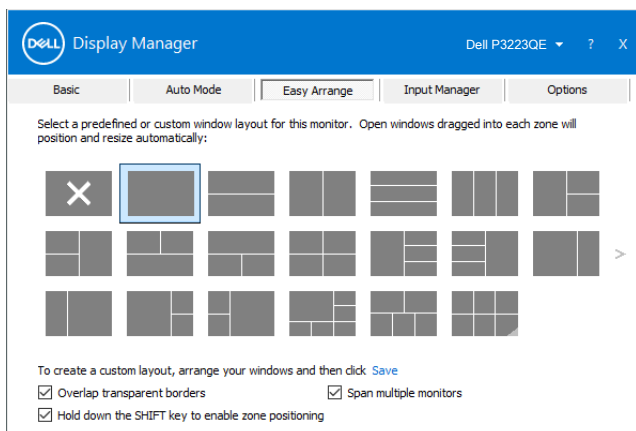 DELL Display Manager Dell P3223QE ? X
Basic Auto Mode Easy Arrange Input Manager Options
Select a predefined or custom window layout for this monitor. Open windows dragged into each zone will
position and resize automatically:
>
To create a custom layout, arrange your windows and then click Save
Overlap transparent borders Span multiple monitors
Hold down the SHIFT key to enable zone positioning